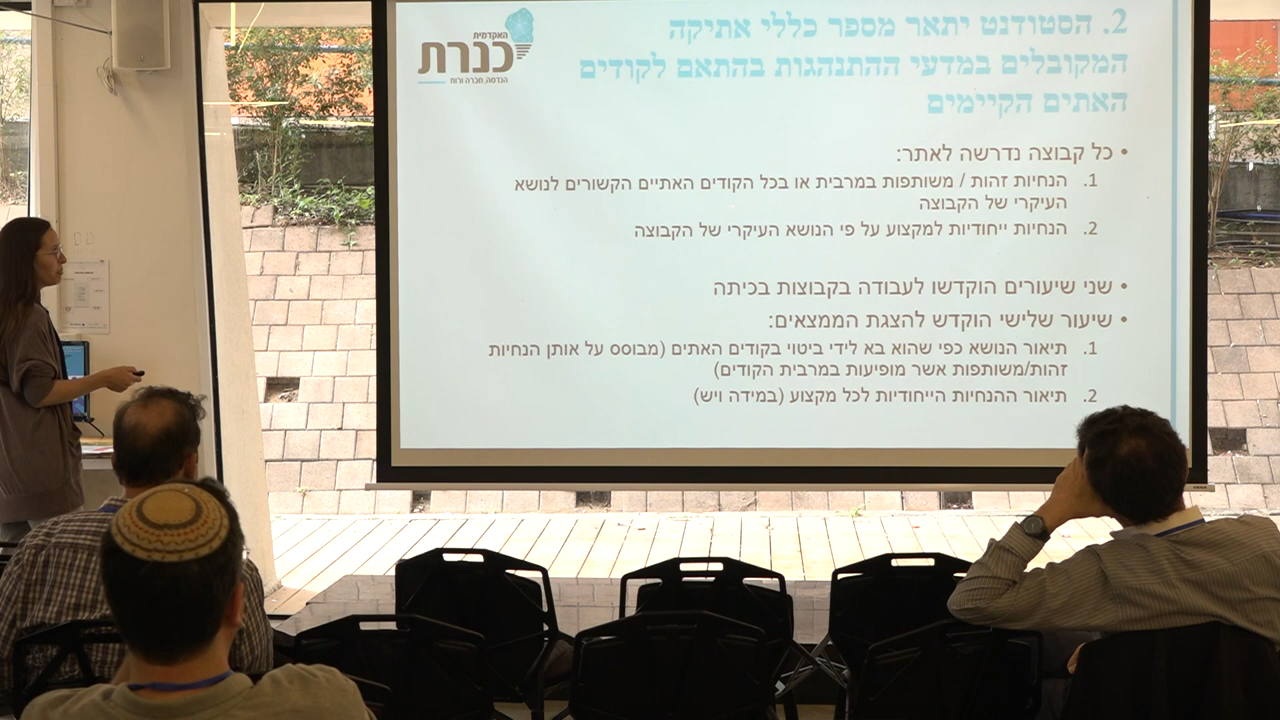 2. הסטודנט יתאר מספר כללי אתיקה
המקובלים במדעי ההתנהגות בהתאם לקודים
האתים הקיימים
האקדמית
כנרת
הנדסה, חברה ורוח
• כל קבוצה נדרשה לאתר:
1. הנחיות זהות / משותפות במרבית או בכל הקודים האתיים הקשורים לנושא
העיקרי של הקבוצה
2. הנחיות ייחודיות למקצוע על פי הנושא העיקרי של הקבוצה
• שני שיעורים הוקדשו לעבודה בקבוצות בכיתה
• שיעור שלישי הוקדש להצגת הממצאים:
1. תיאור הנושא כפי שהוא בא לידי ביטוי בקודים האתים (מבוסס על אותן הנחיות
זהות/משותפות אשר מופיעות במרבית הקודים)
2. תיאור ההנחיות הייחודיות לכל מקצוע (במידה ויש)